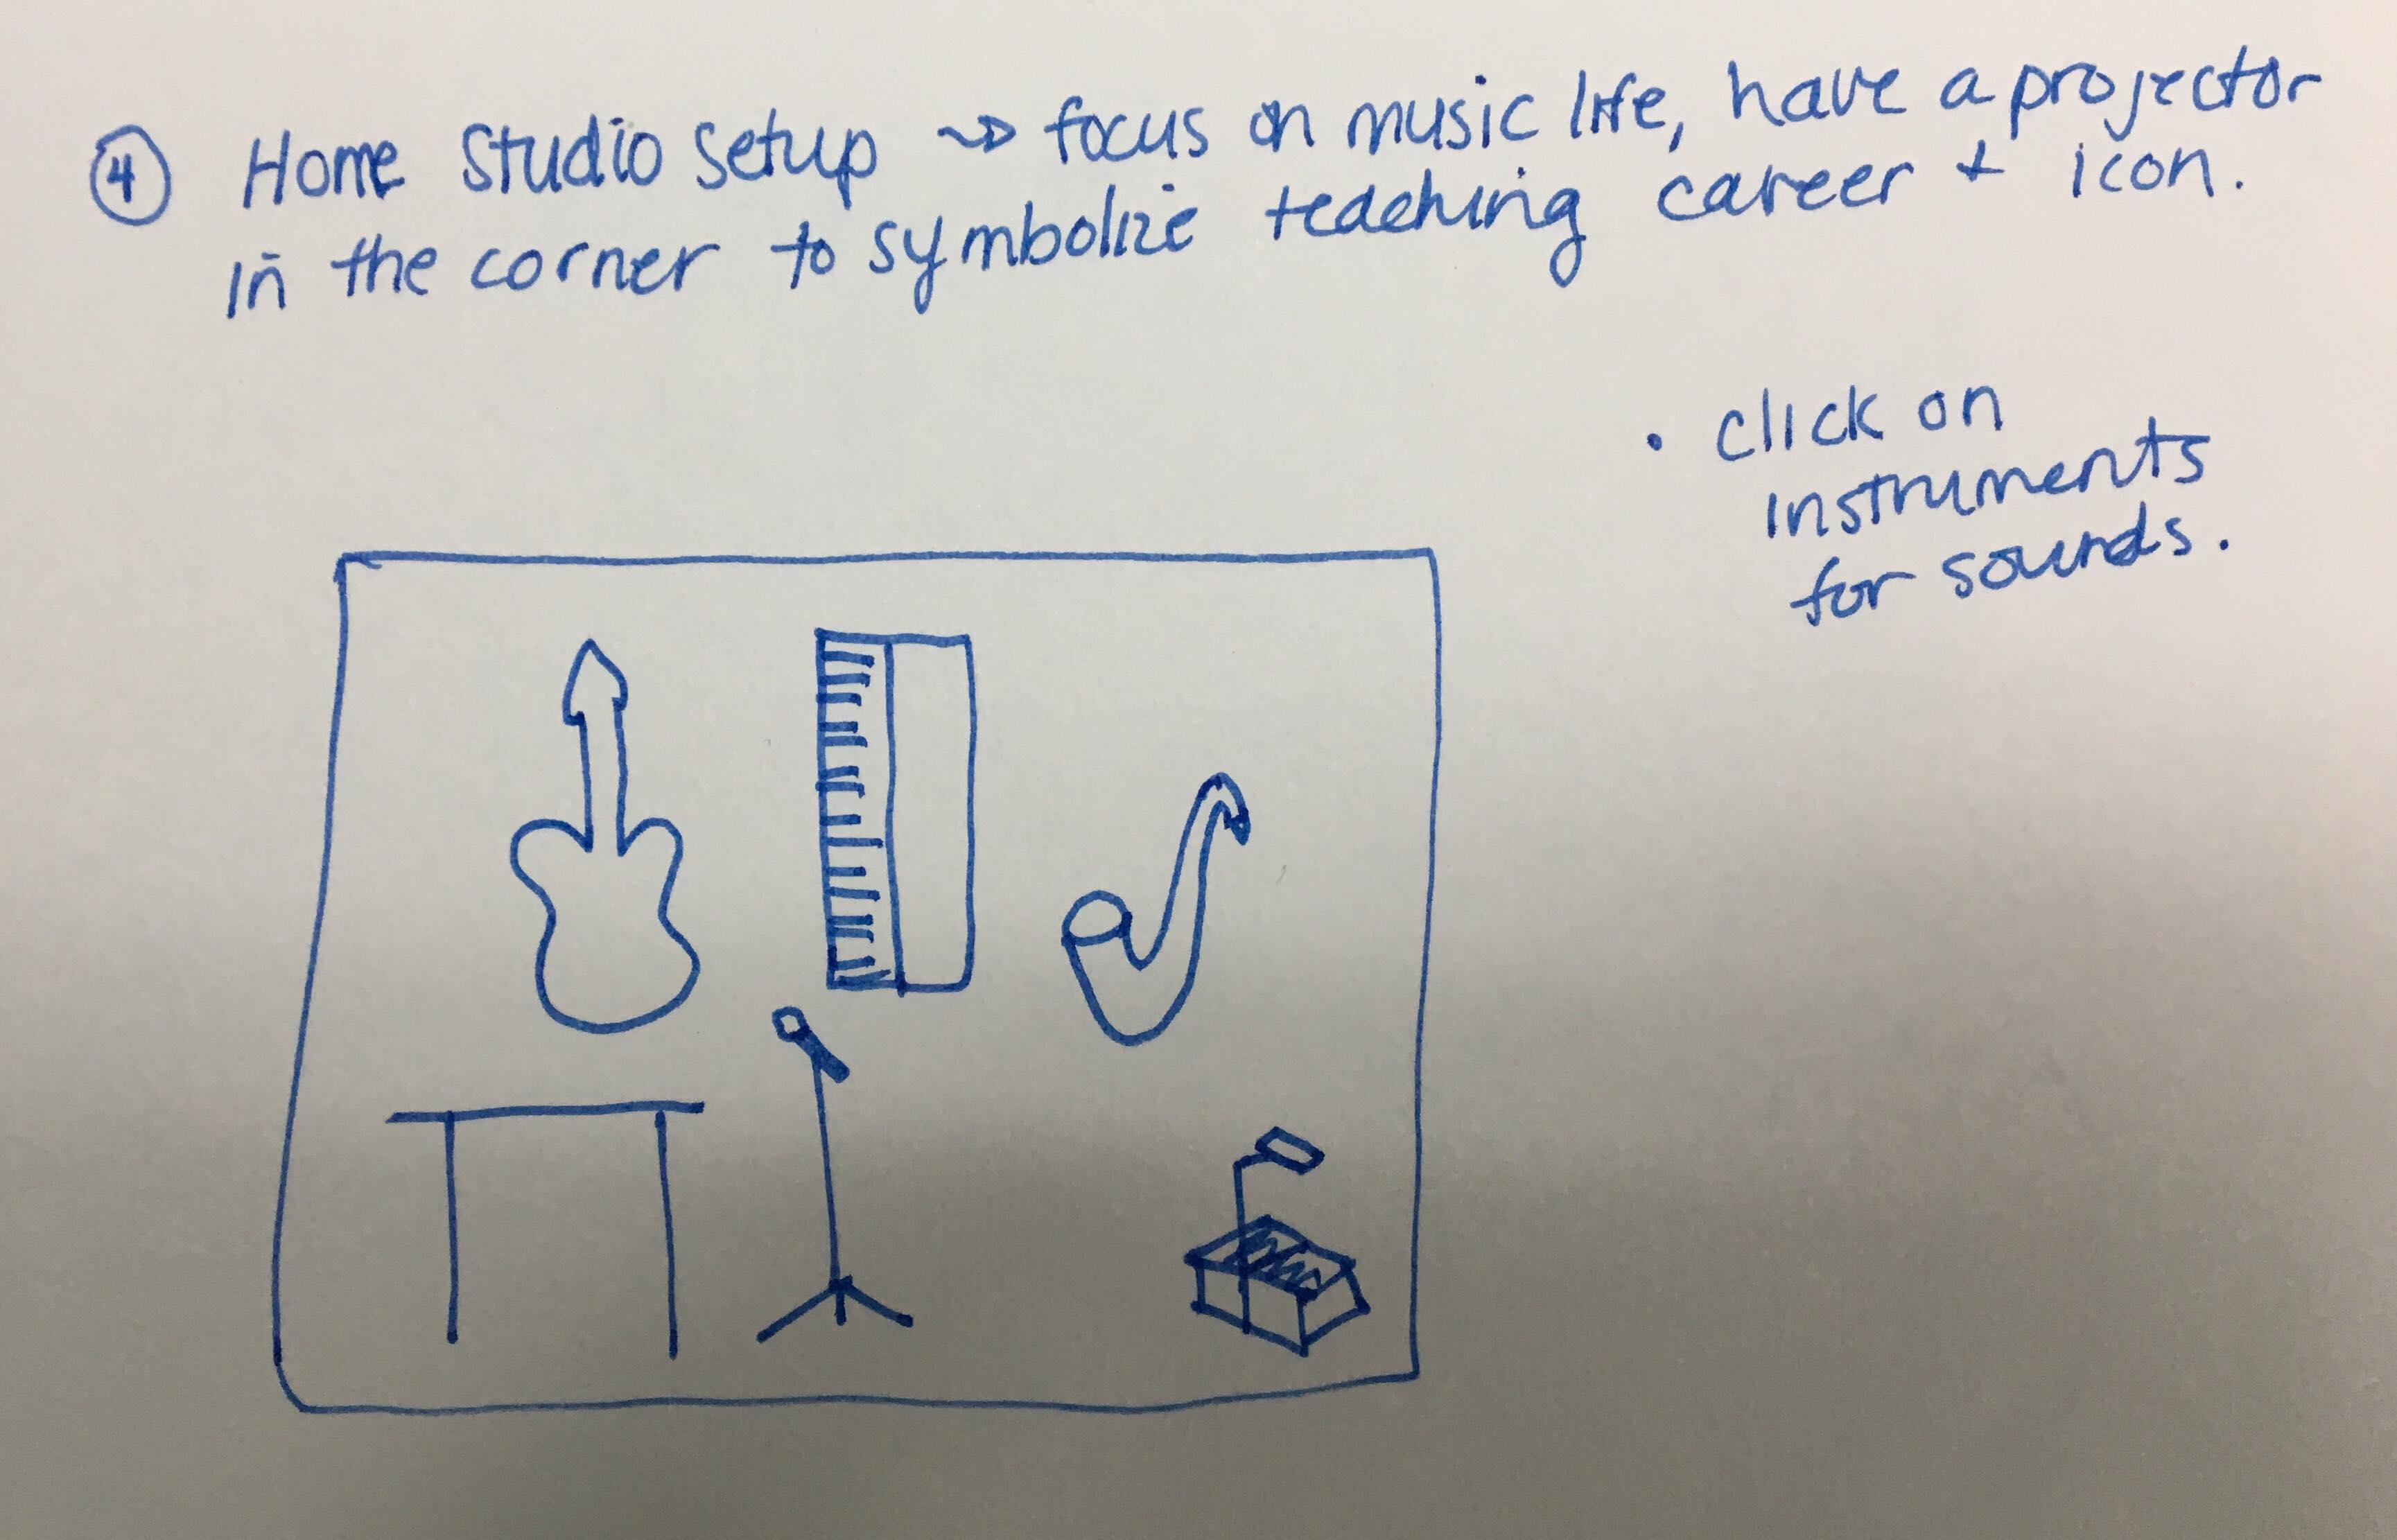 ④ Home Studio Setup → focus on music life, have a projector
in the corner to symbolize teaching career + icon.
• click on
instruments
for sounds.